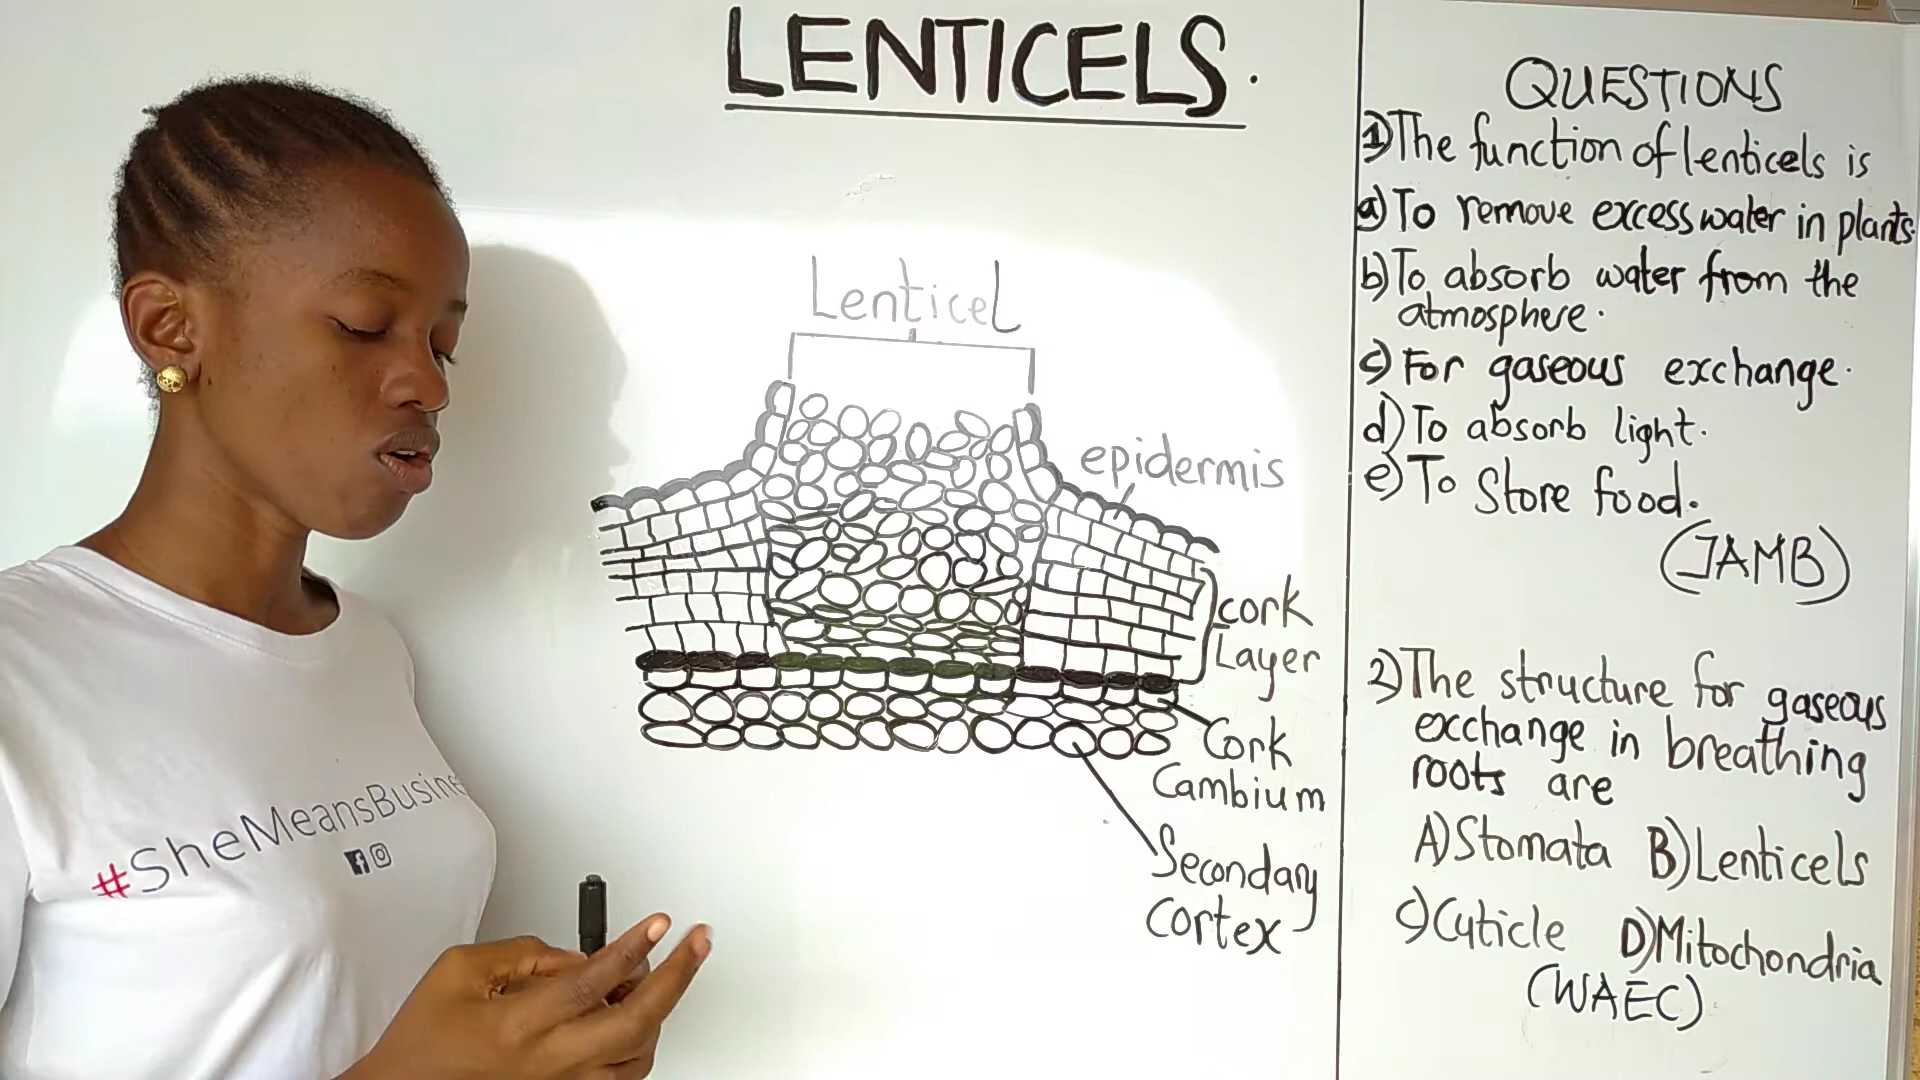 LENTICELS.
Lenticel
epidermis
cork
Layer
Cork
Cambium
Secondary
Cortex
QUESTIONS
1) The function of lenticels is
a) To remove excess water in plants.
b) To absorb water from the
atmosphere.
c) For gaseous exchange.
d) To absorb light.
e) To Store food.
(JAMB)
2) The structure for gaseous
exchange in breathing
roots are
A) Stomata B) Lenticels
C) Cuticle D) Mitochondria
(WAEC)
#SheMeansBusine